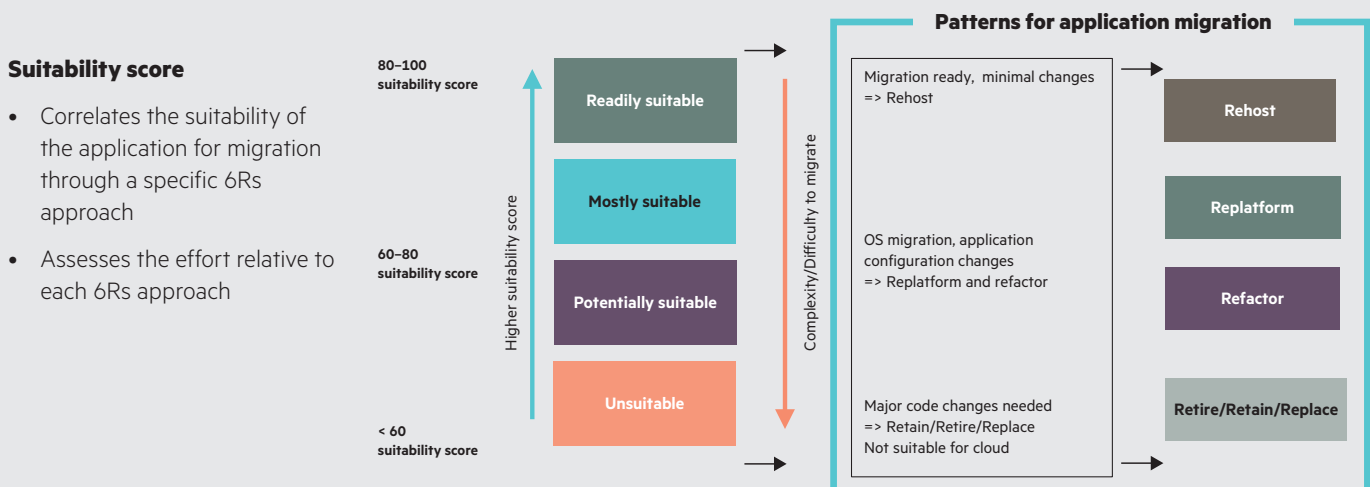 Patterns for application migration
Suitability score
• Correlates the suitability of
the application for migration
through a specific 6Rs
approach
• Assesses the effort relative to
each 6Rs approach
80–100
suitability score
60–80
suitability score
< 60
suitability score
Higher suitability score
Readily suitable
Mostly suitable
Potentially suitable
Unsuitable
Complexity/Difficulty to migrate
Migration ready, minimal changes
=> Rehost
OS migration, application
configuration changes
=> Replatform and refactor
Major code changes needed
=> Retain/Retire/Replace
Not suitable for cloud
Rehost
Replatform
Refactor
Retire/Retain/Replace